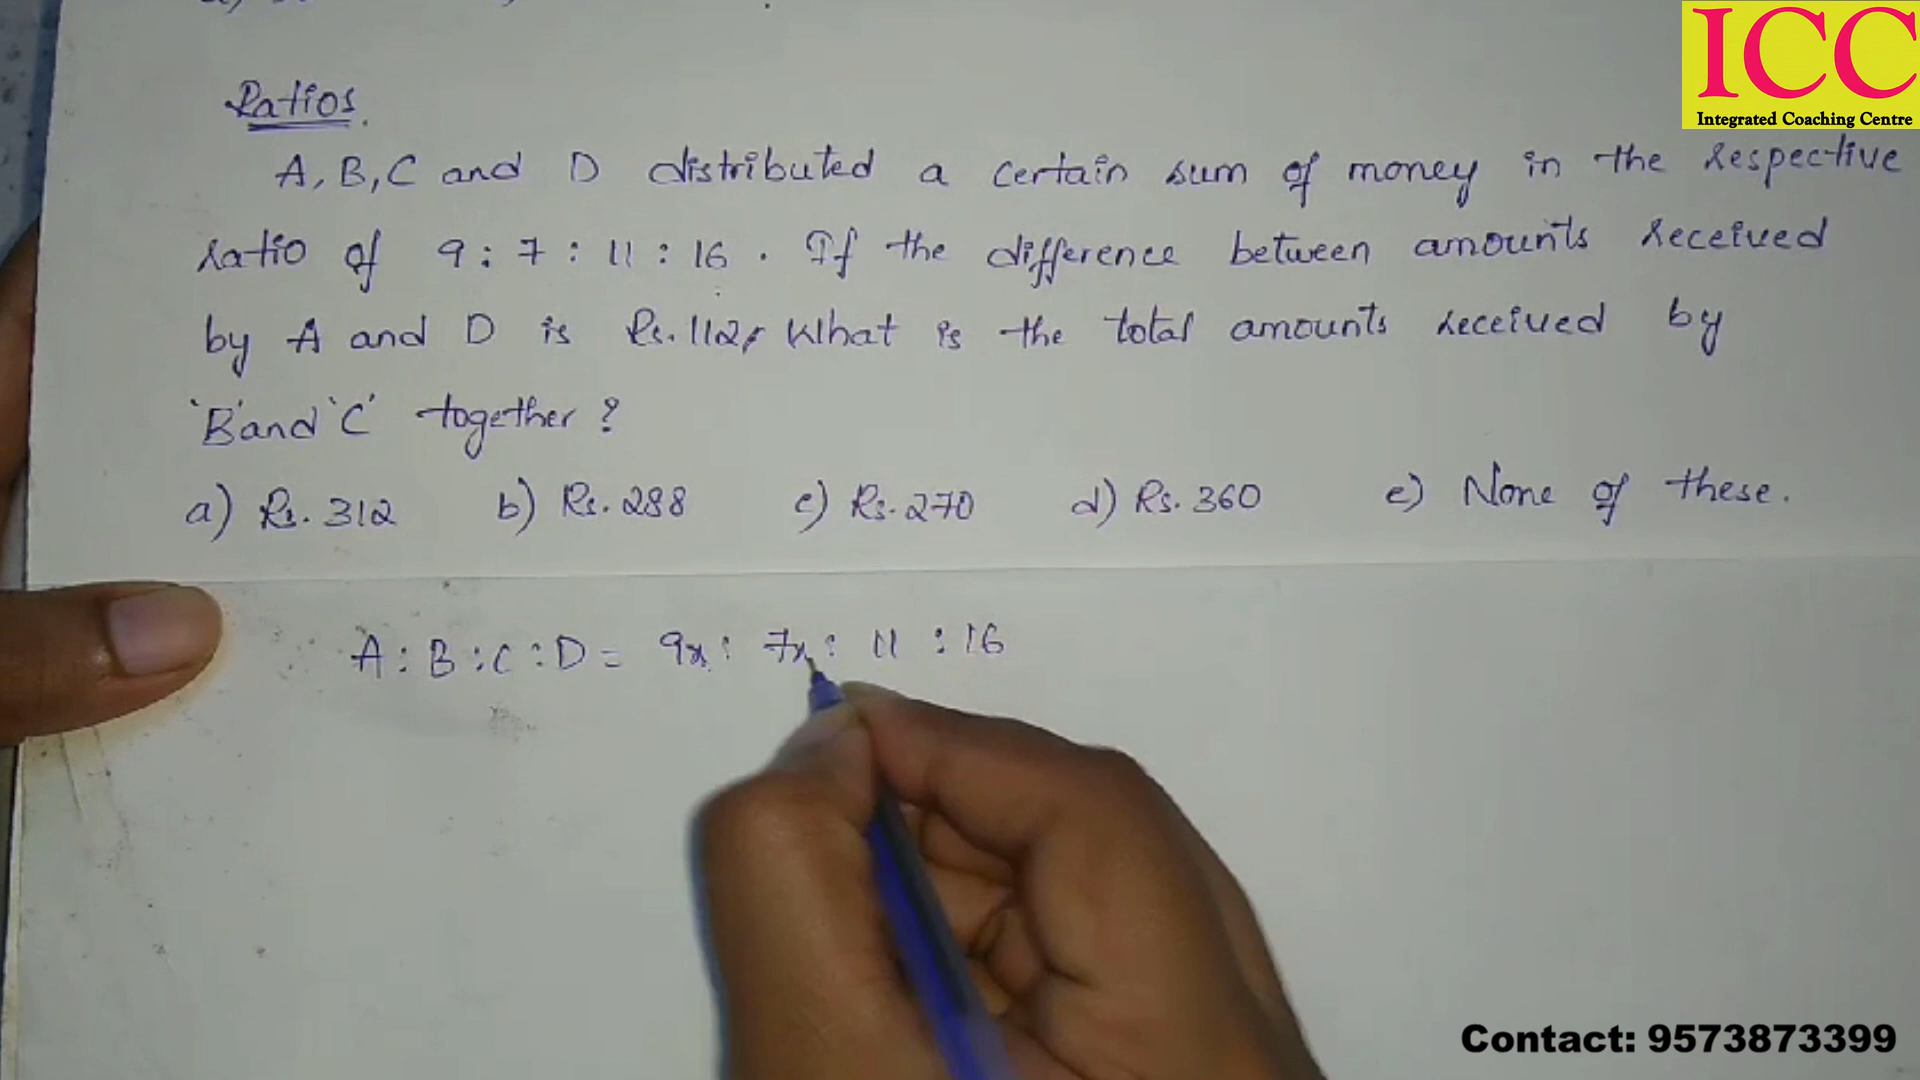 ICC
Integrated Coaching Centre
Ratios.
A, B, C and D distributed a certain sum of money in the respective
ratio of 9 : 7 : 11 : 16 . If the difference between amounts received
by A and D is Rs. 112, What is the total amounts received by
'B' and 'C' together ?
a) Rs. 312 b) Rs. 288 c) Rs. 270 d) Rs. 360 e) None of these.
A : B : C : D = 9x : 7x : 11 : 16
Contact: 9573873399